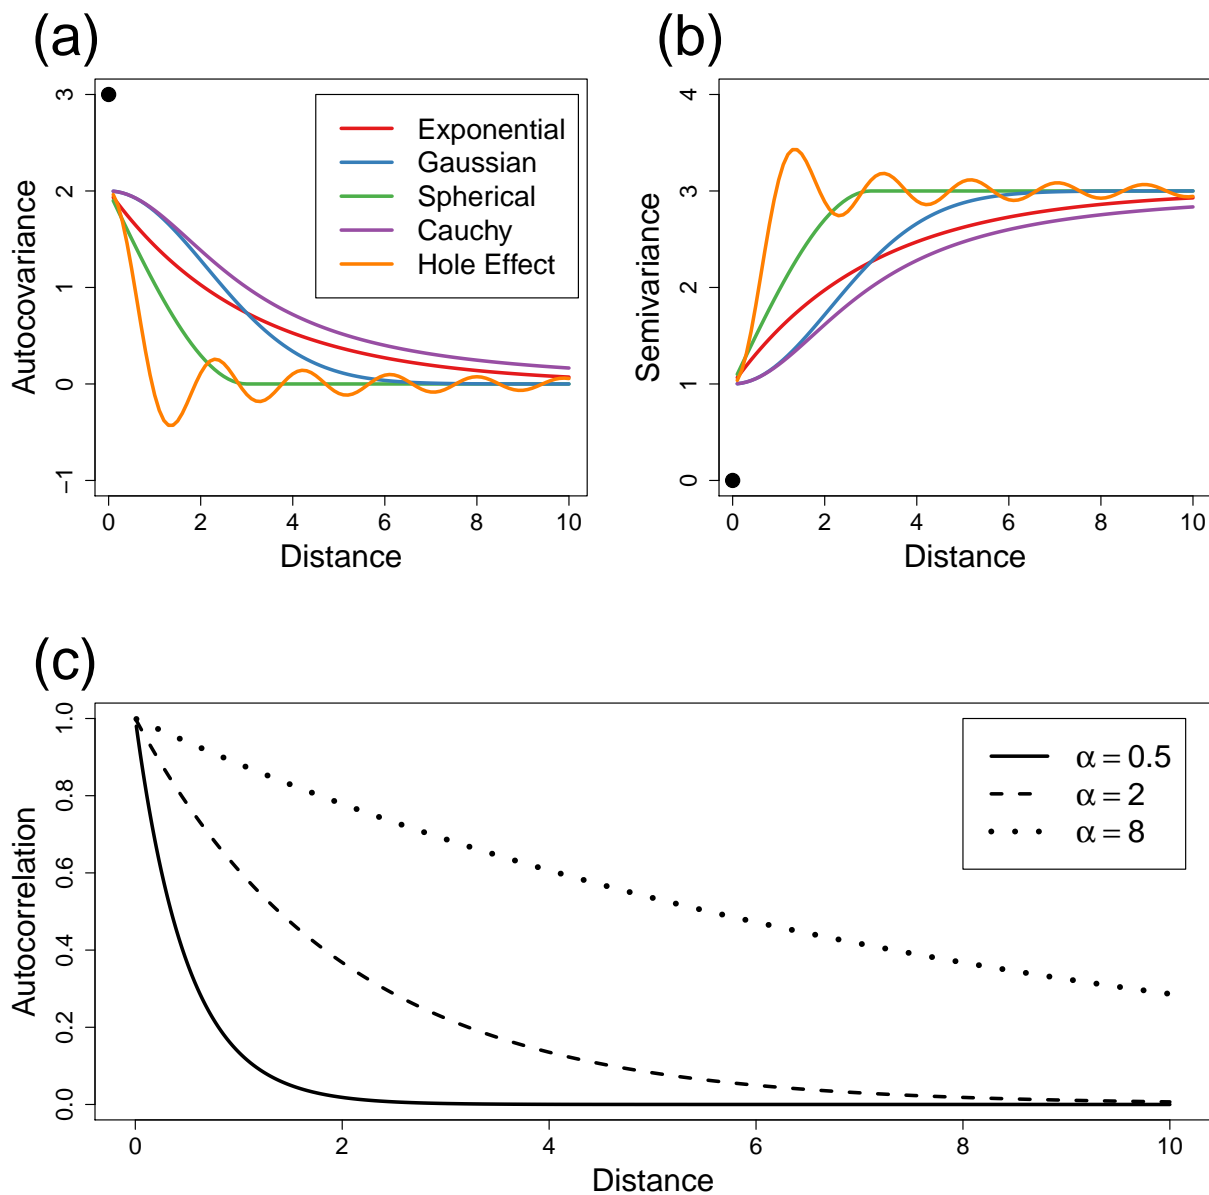 (a)
3
2
1
0
−1
Autocovariance
Exponential
Gaussian
Spherical
Cauchy
Hole Effect
0 2 4 6 8 10
Distance
(b)
4
3
2
1
0
Semivariance
0 2 4 6 8 10
Distance
(c)
1.0
0.8
0.6
0.4
0.2
0.0
Autocorrelation
α = 0.5
α = 2
α = 8
0 2 4 6 8 10
Distance